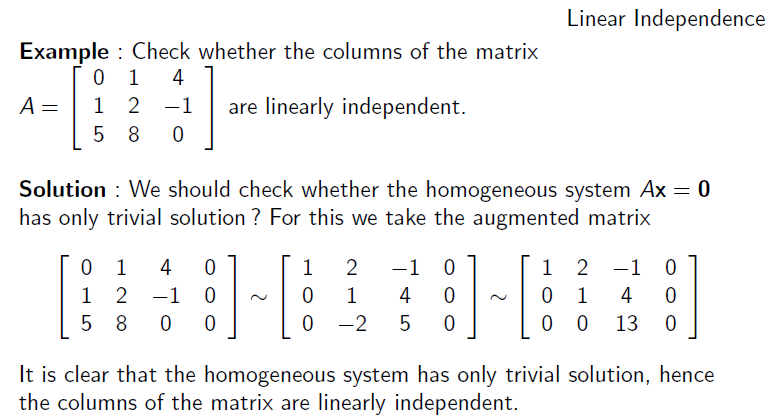 Linear Independence
Example : Check whether the columns of the matrix
0 1 4
A = 1 2 −1 are linearly independent.
5 8 0
Solution : We should check whether the homogeneous system Ax = 0
has only trivial solution ? For this we take the augmented matrix
0 1 4 0 1 2 −1 0 1 2 −1 0
1 2 −1 0 ∼ 0 1 4 0 ∼ 0 1 4 0
5 8 0 0 0 −2 5 0 0 0 13 0
It is clear that the homogeneous system has only trivial solution, hence
the columns of the matrix are linearly independent.